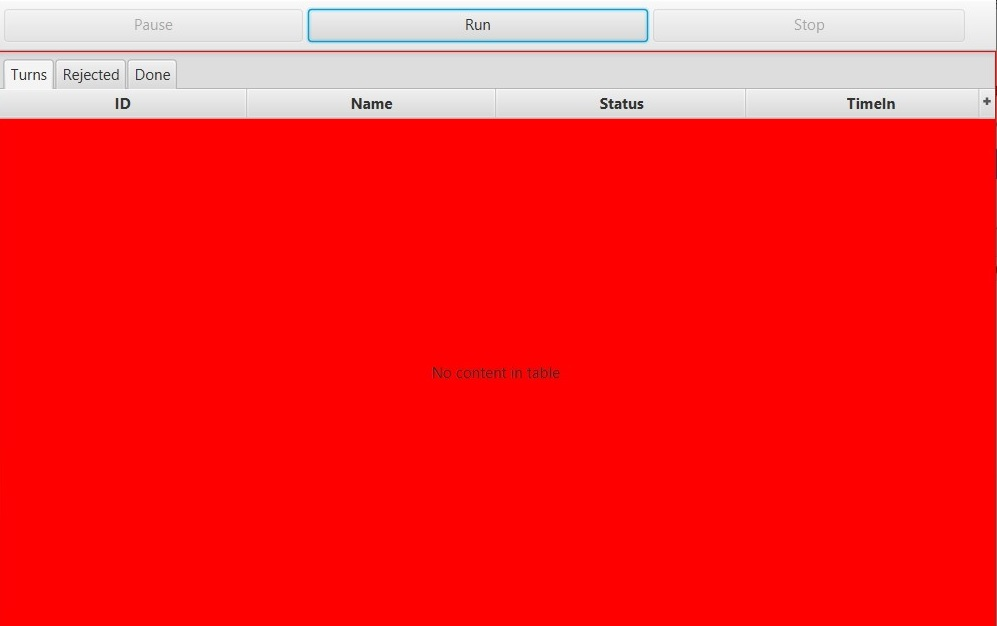 Pause Run Stop
Turns Rejected Done
ID Name Status TimeIn +
No content in table